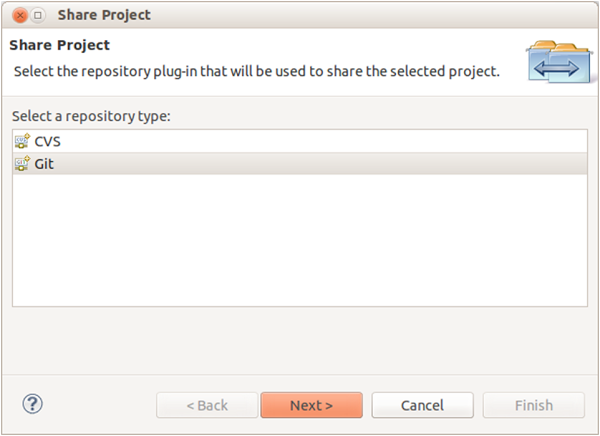 Share Project
Share Project
Select the repository plug-in that will be used to share the selected project.
Select a repository type:
CVS
Git
? < Back Next > Cancel Finish